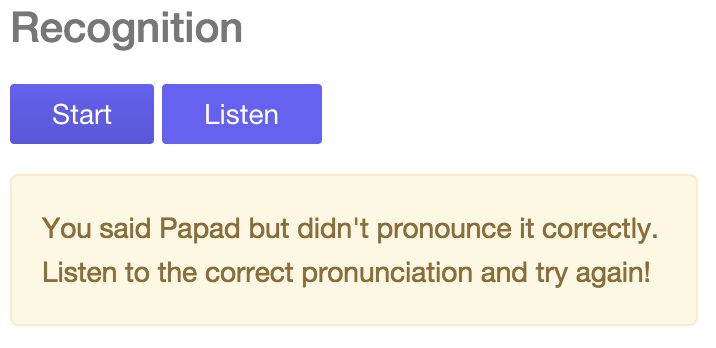 Recognition
Start Listen
You said Papad but didn't pronounce it correctly.
Listen to the correct pronunciation and try again!